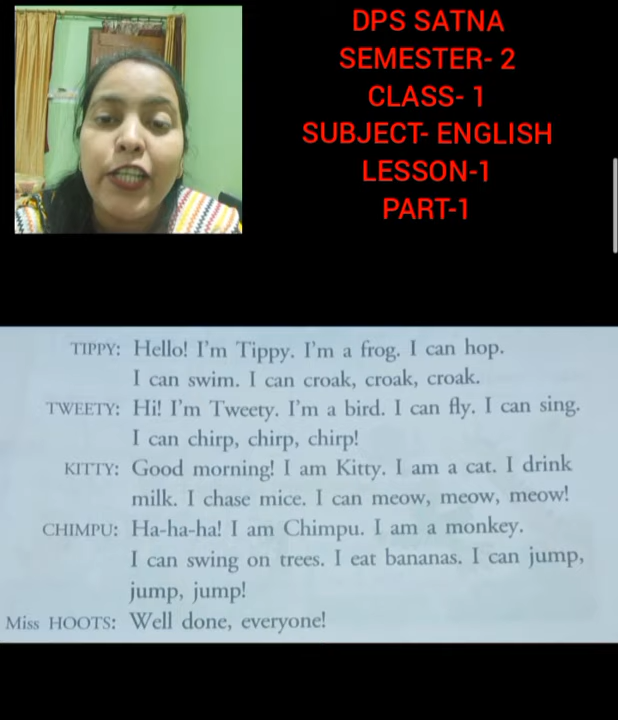 DPS SATNA
SEMESTER- 2
CLASS- 1
SUBJECT- ENGLISH
LESSON-1
PART-1
TIPPY: Hello! I'm Tippy. I'm a frog. I can hop.
I can swim. I can croak, croak, croak.
TWEETY: Hi! I'm Tweety. I'm a bird. I can fly. I can sing.
I can chirp, chirp, chirp!
KITTY: Good morning! I am Kitty. I am a cat. I drink
milk. I chase mice. I can meow, meow, meow!
CHIMPU: Ha-ha-ha! I am Chimpu. I am a monkey.
I can swing on trees. I eat bananas. I can jump,
jump, jump!
Miss HOOTS: Well done, everyone!